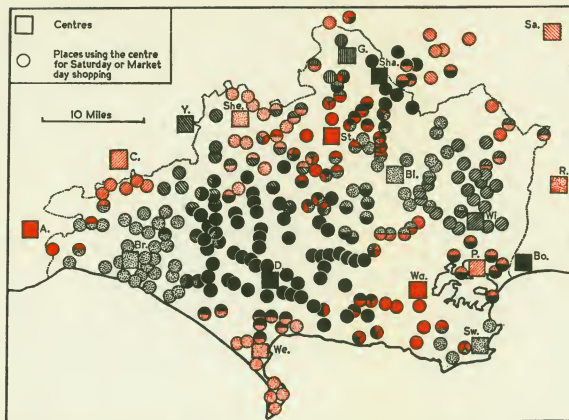 Centres
Places using the centre
for Saturday or Market
day shopping
10 Miles
Sa.
G.
Sha.
Y.
She.
St.
C.
Bl.
R.
A.
Br.
Wi
D
P.
Bo.
Wa.
Sw.
We.